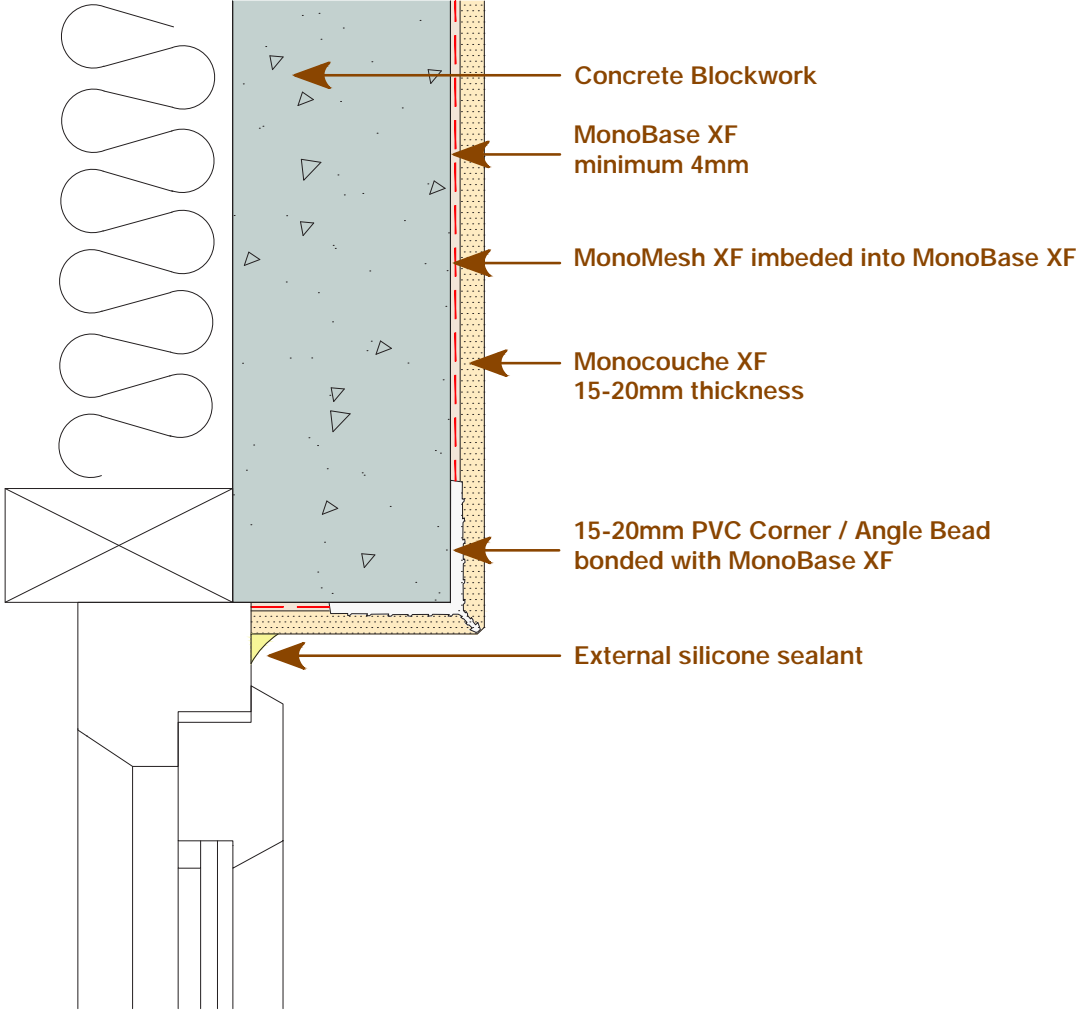 Concrete Blockwork
MonoBase XF
minimum 4mm
MonoMesh XF imbeded into MonoBase XF
Monocouche XF
15-20mm thickness
15-20mm PVC Corner / Angle Bead
bonded with MonoBase XF
External silicone sealant